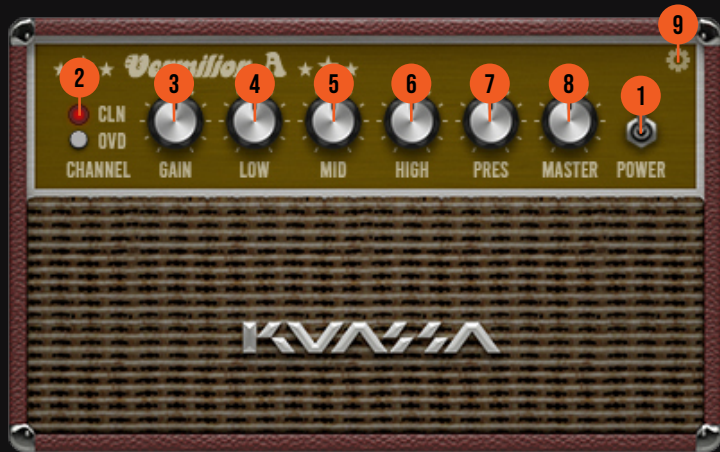 9
Vermilion A
2 3 4 5 6 7 8 1
CLN
OVD
CHANNEL GAIN LOW MID HIGH PRES MASTER POWER
KVASSA